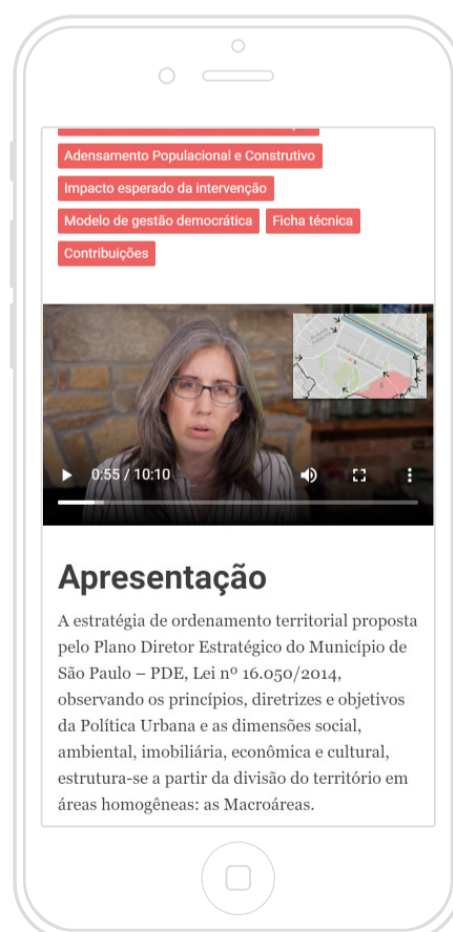 Adensamento Populacional e Construtivo
Impacto esperado da intervenção
Modelo de gestão democrática Ficha técnica
Contribuições
0:55 / 10:10
Apresentação
A estratégia de ordenamento territorial proposta
pelo Plano Diretor Estratégico do Município de
São Paulo – PDE, Lei nº 16.050/2014,
observando os princípios, diretrizes e objetivos
da Política Urbana e as dimensões social,
ambiental, imobiliária, econômica e cultural,
estrutura-se a partir da divisão do território em
áreas homogêneas: as Macroáreas.